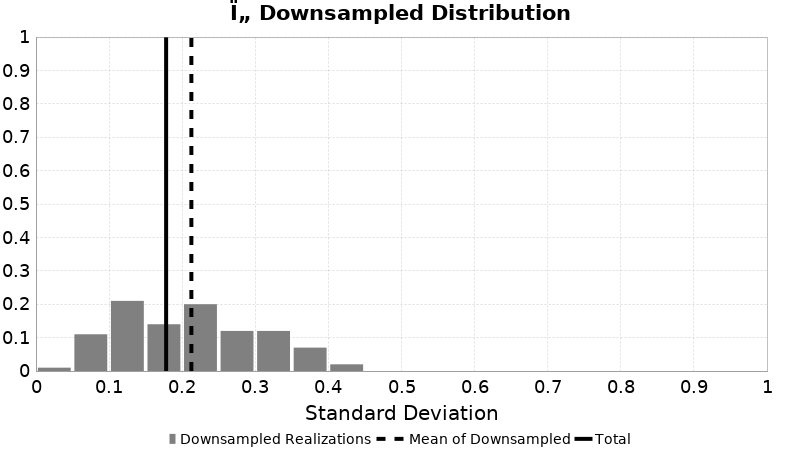 Ï„ Downsampled Distribution
1
0.9
0.8
0.7
0.6
0.5
0.4
0.3
0.2
0.1
0
0 0.1 0.2 0.3 0.4 0.5 0.6 0.7 0.8 0.9 1
Standard Deviation
Downsampled Realizations Mean of Downsampled Total